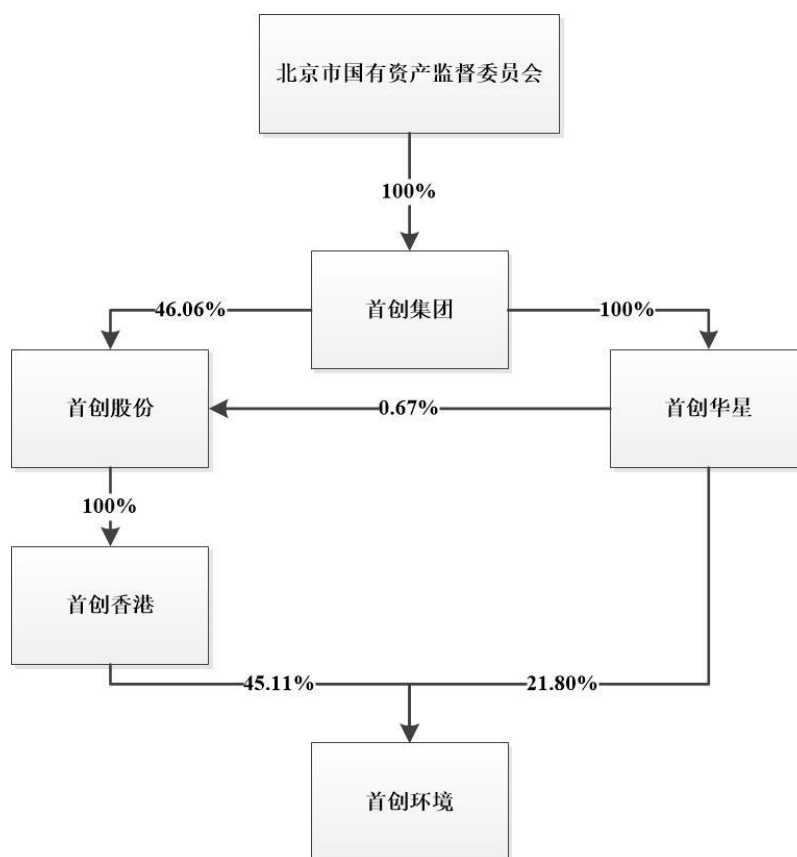 北京市国有资产监督委员会
100%
首创集团
46.06%
100%
首创股份
0.67%
首创华星
100%
首创香港
45.11%
21.80%
首创环境